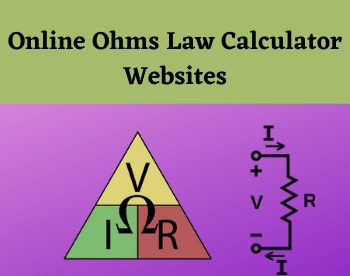 Online Ohms Law Calculator
Websites
V
Ω
I R
I
+
V R
−
I